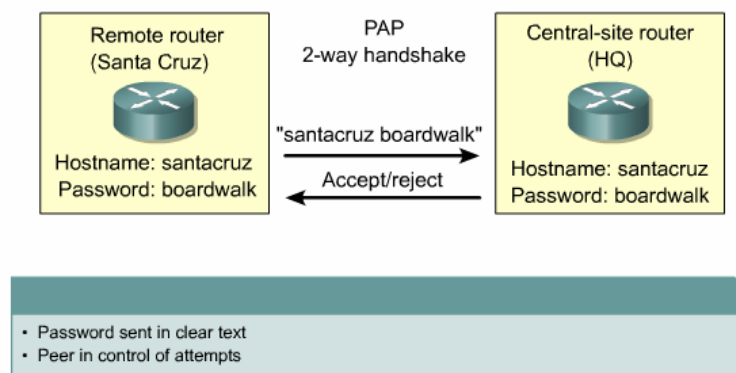 Remote router
(Santa Cruz)
Hostname: santacruz
Password: boardwalk
PAP
2-way handshake
"santacruz boardwalk"
Accept/reject
Central-site router
(HQ)
Hostname: santacruz
Password: boardwalk
• Password sent in clear text
• Peer in control of attempts